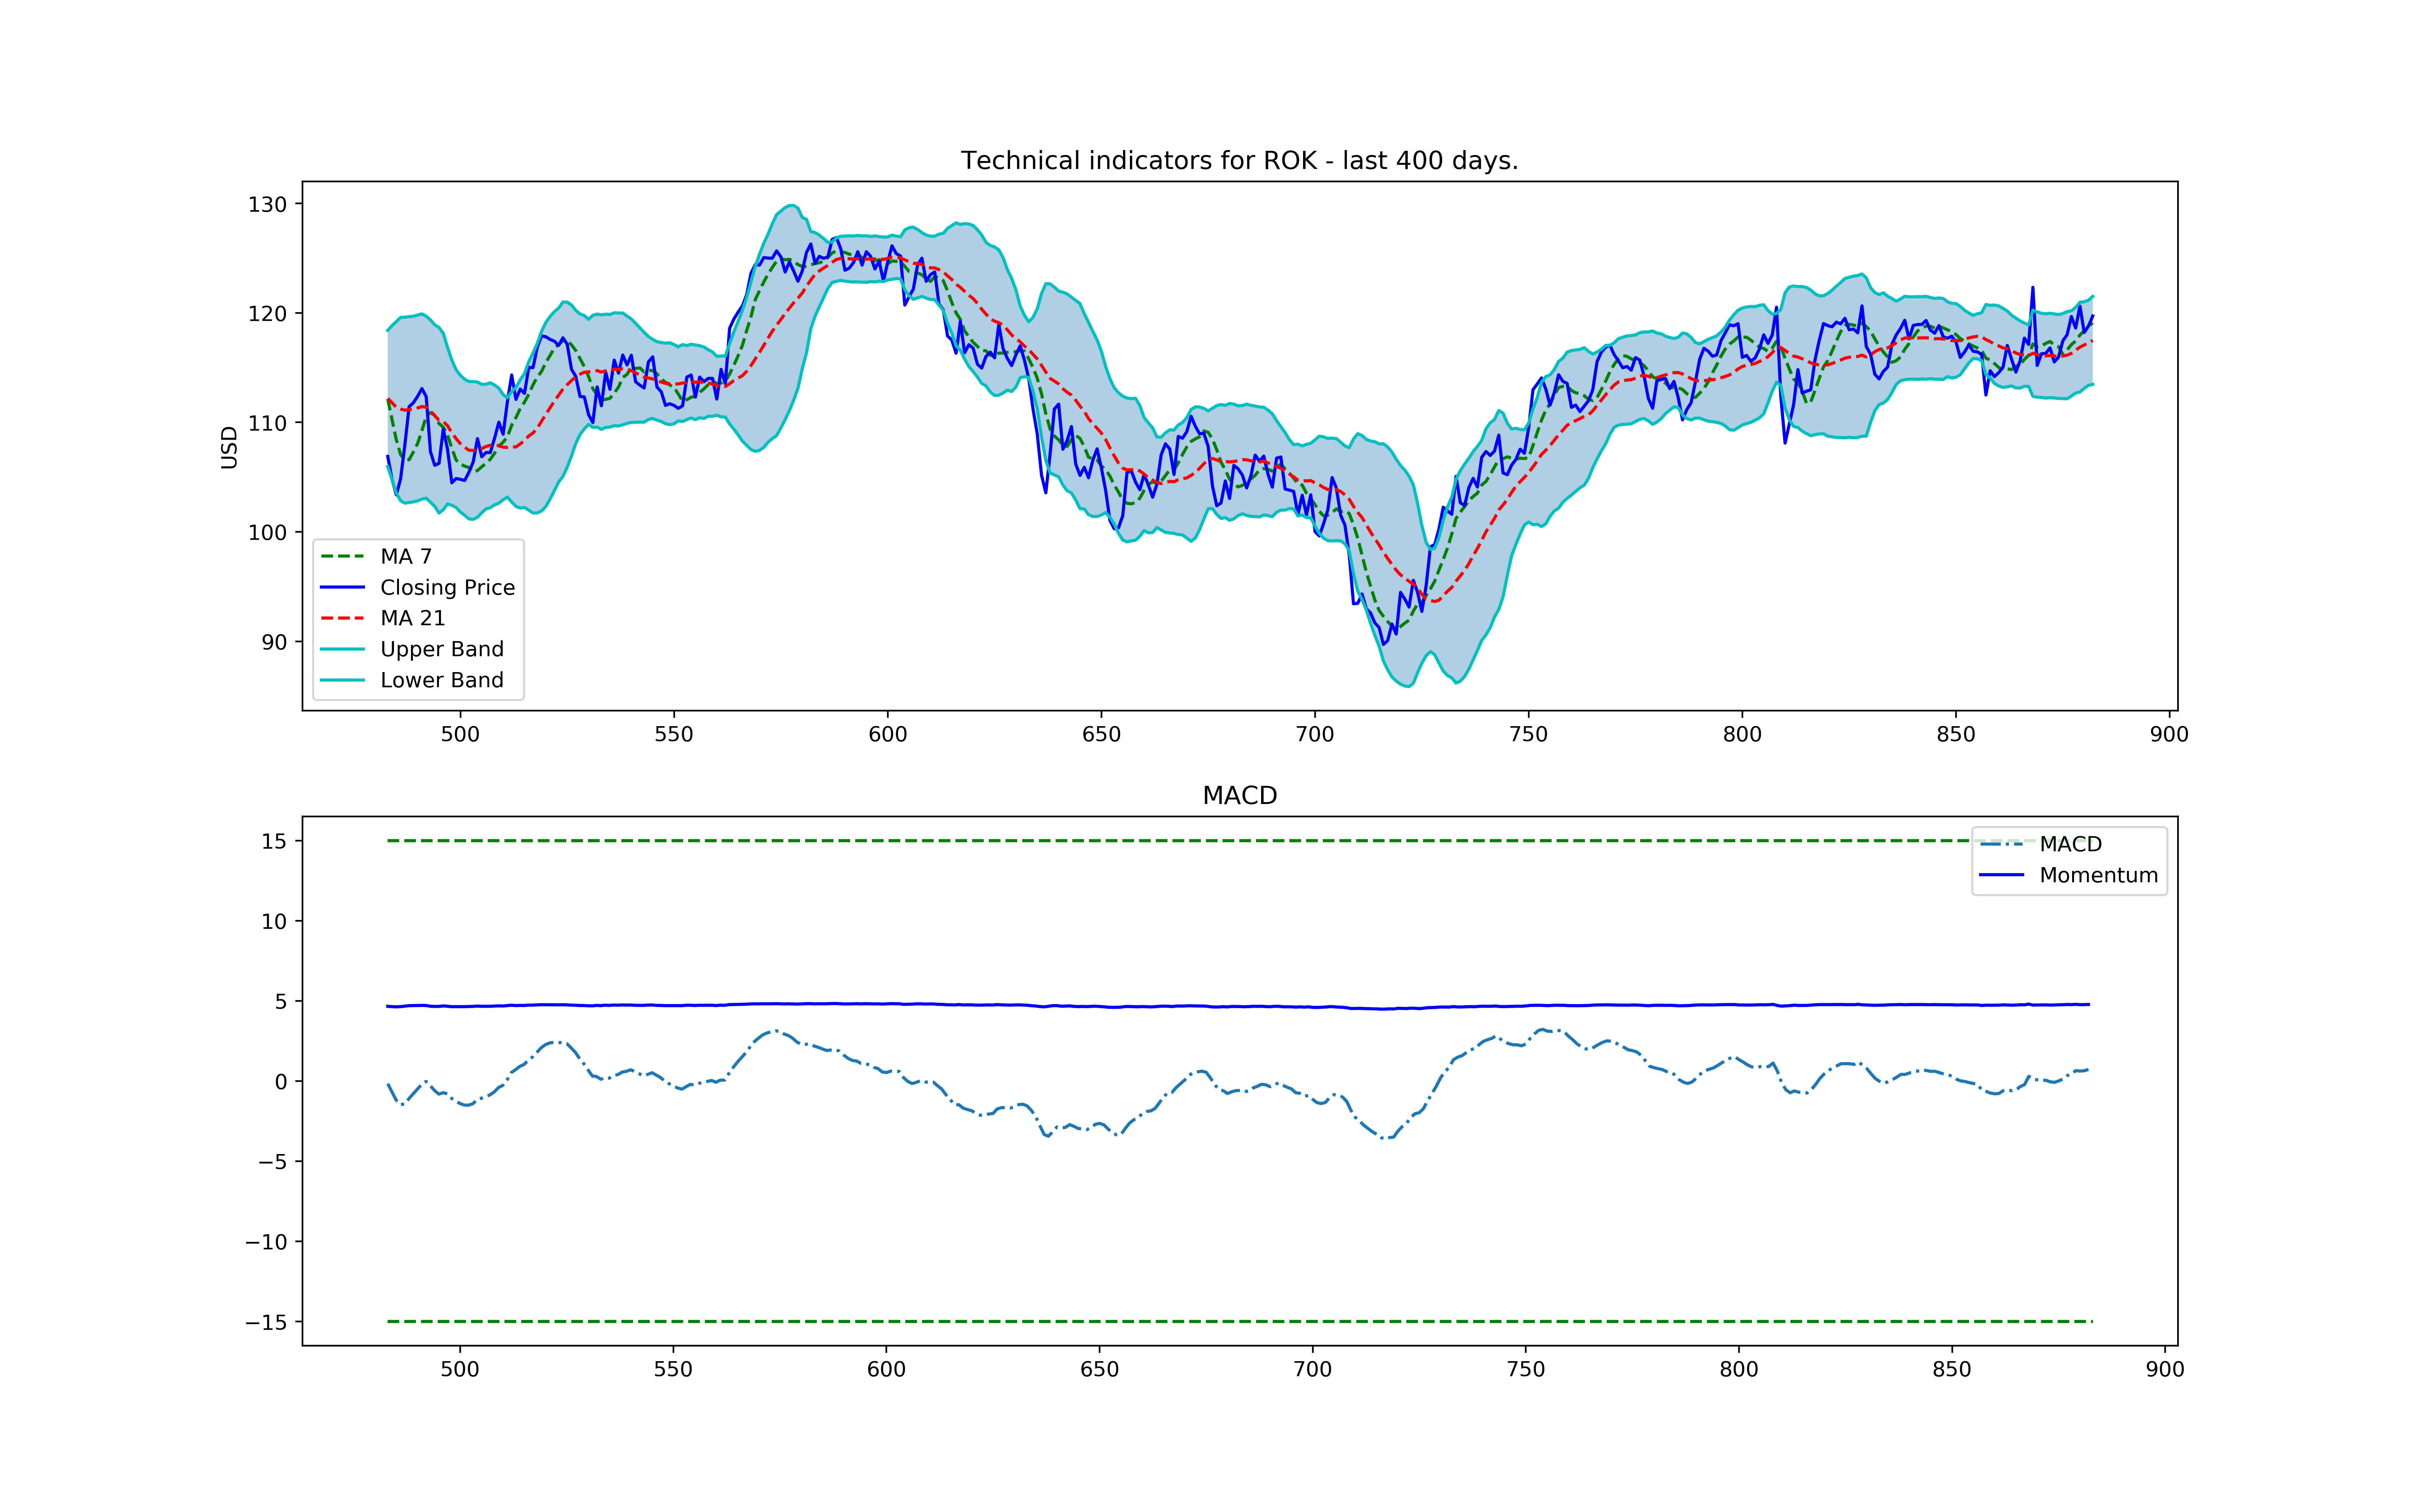 Technical indicators for ROK - last 400 days.
130
120
110
100
90
USD
MA 7
Closing Price
MA 21
Upper Band
Lower Band
500 550 600 650 700 750 800 850 900
MACD
15
10
5
0
−5
−10
−15
MACD
Momentum
500 550 600 650 700 750 800 850 900